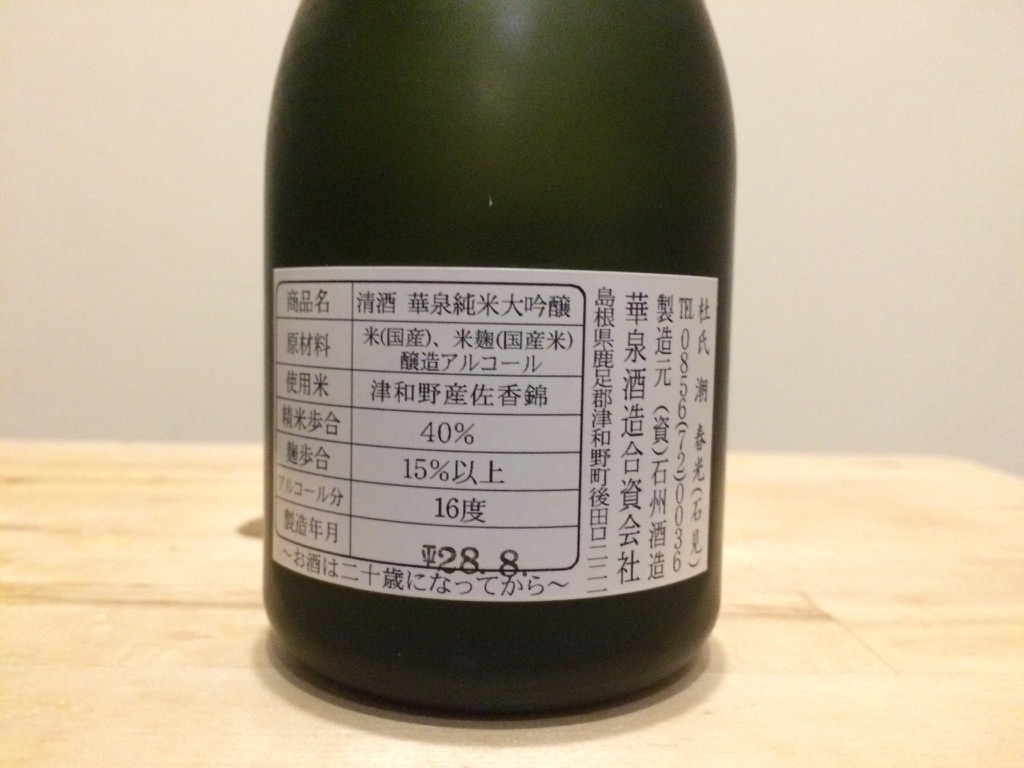 商品名 清酒 華泉純米大吟醸
原材料 米(国産)、米麹(国産米)
醸造アルコール
使用米 津和野産佐香錦
精米歩合 40%
麹歩合 15%以上
アルコール分 16度
製造年月 平28.8.
～お酒は二十歳になってから～
杜氏 潮 春光(石見)
TEL 0856(72)0036
製造元 (資)石州酒造
華泉酒造合資会社
島根県鹿足郡津和野町後田口二二一